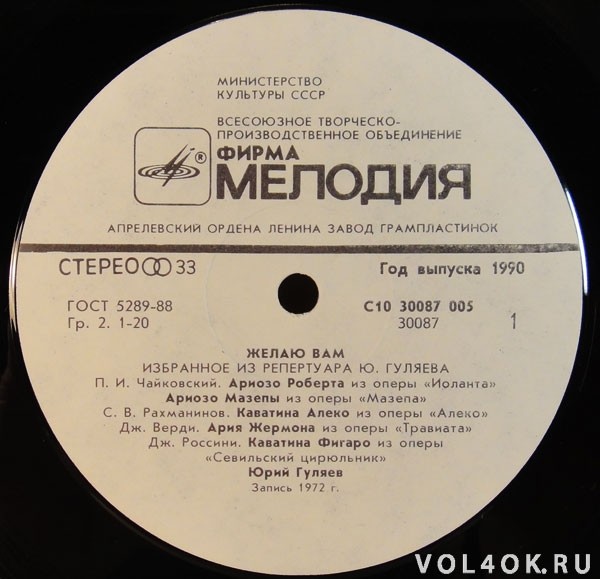 МИНИСТЕРСТВО
КУЛЬТУРЫ СССР
ВСЕСОЮЗНОЕ ТВОРЧЕСКО-
ПРОИЗВОДСТВЕННОЕ ОБЪЕДИНЕНИЕ
® ФИРМА
МЕЛОДИЯ
АПРЕЛЕВСКИЙ ОРДЕНА ЛЕНИНА ЗАВОД ГРАМПЛАСТИНОК
СТЕРЕО 33 Год выпуска 1990
ГОСТ 5289-88 С10 30087 005
Гр. 2. 1-20 30087 1
ЖЕЛАЮ ВАМ
ИЗБРАННОЕ ИЗ РЕПЕРТУАРА Ю. ГУЛЯЕВА
П. И. Чайковский. Ариозо Роберта из оперы «Иоланта»
Ариозо Мазепы из оперы «Мазепа»
С. В. Рахманинов. Каватина Алеко из оперы «Алеко»
Дж. Верди. Ария Жермона из оперы «Травиата»
Дж. Россини. Каватина Фигаро из оперы
«Севильский цирюльник»
Юрий Гуляев
Запись 1972 г.
VOL4OK.RU